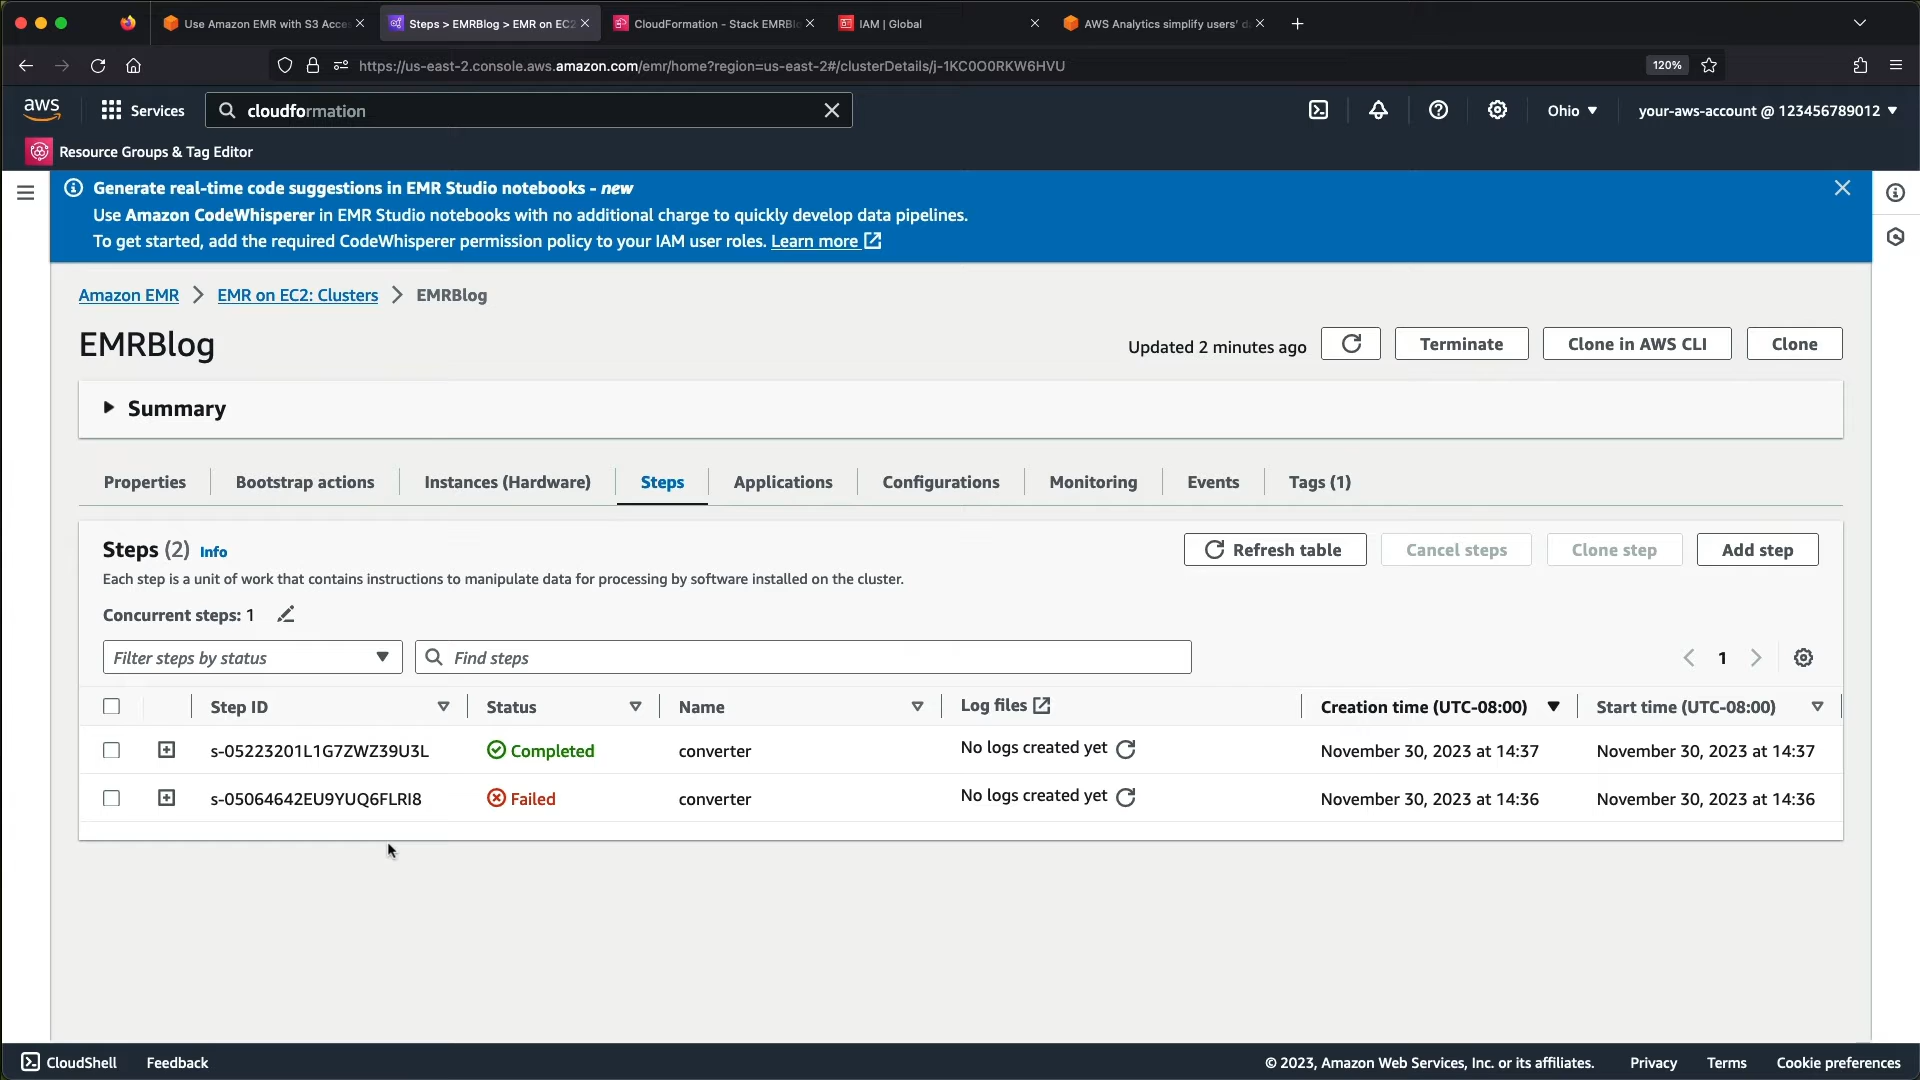 Use Amazon EMR with S3 Acce
Steps > EMRBlog > EMR on EC2
CloudFormation - Stack EMRBl
IAM | Global
AWS Analytics simplify users' d
https://us-east-2.console.aws.amazon.com/emr/home?region=us-east-2#/clusterDetails/j-1KC0O0RKW6HVU
120%
aws
Services
cloudformation
Ohio
your-aws-account @ 123456789012
Resource Groups & Tag Editor
Generate real-time code suggestions in EMR Studio notebooks - new
Use Amazon CodeWhisperer in EMR Studio notebooks with no additional charge to quickly develop data pipelines.
To get started, add the required CodeWhisperer permission policy to your IAM user roles. Learn more
Amazon EMR > EMR on EC2: Clusters > EMRBlog
EMRBlog
Updated 2 minutes ago
Terminate
Clone in AWS CLI
Clone
Summary
Properties
Bootstrap actions
Instances (Hardware)
Steps
Applications
Configurations
Monitoring
Events
Tags (1)
Steps (2) Info
Refresh table
Cancel steps
Clone step
Add step
Each step is a unit of work that contains instructions to manipulate data for processing by software installed on the cluster.
Concurrent steps: 1
Filter steps by status
Find steps
1
Step ID
Status
Name
Log files
Creation time (UTC-08:00)
Start time (UTC-08:00)
s-05223201L1G7ZWZ39U3L
Completed
converter
No logs created yet
November 30, 2023 at 14:37
November 30, 2023 at 14:37
s-05064642EU9YUQ6FLRI8
Failed
converter
No logs created yet
November 30, 2023 at 14:36
November 30, 2023 at 14:36
CloudShell
Feedback
© 2023, Amazon Web Services, Inc. or its affiliates.
Privacy
Terms
Cookie preferences